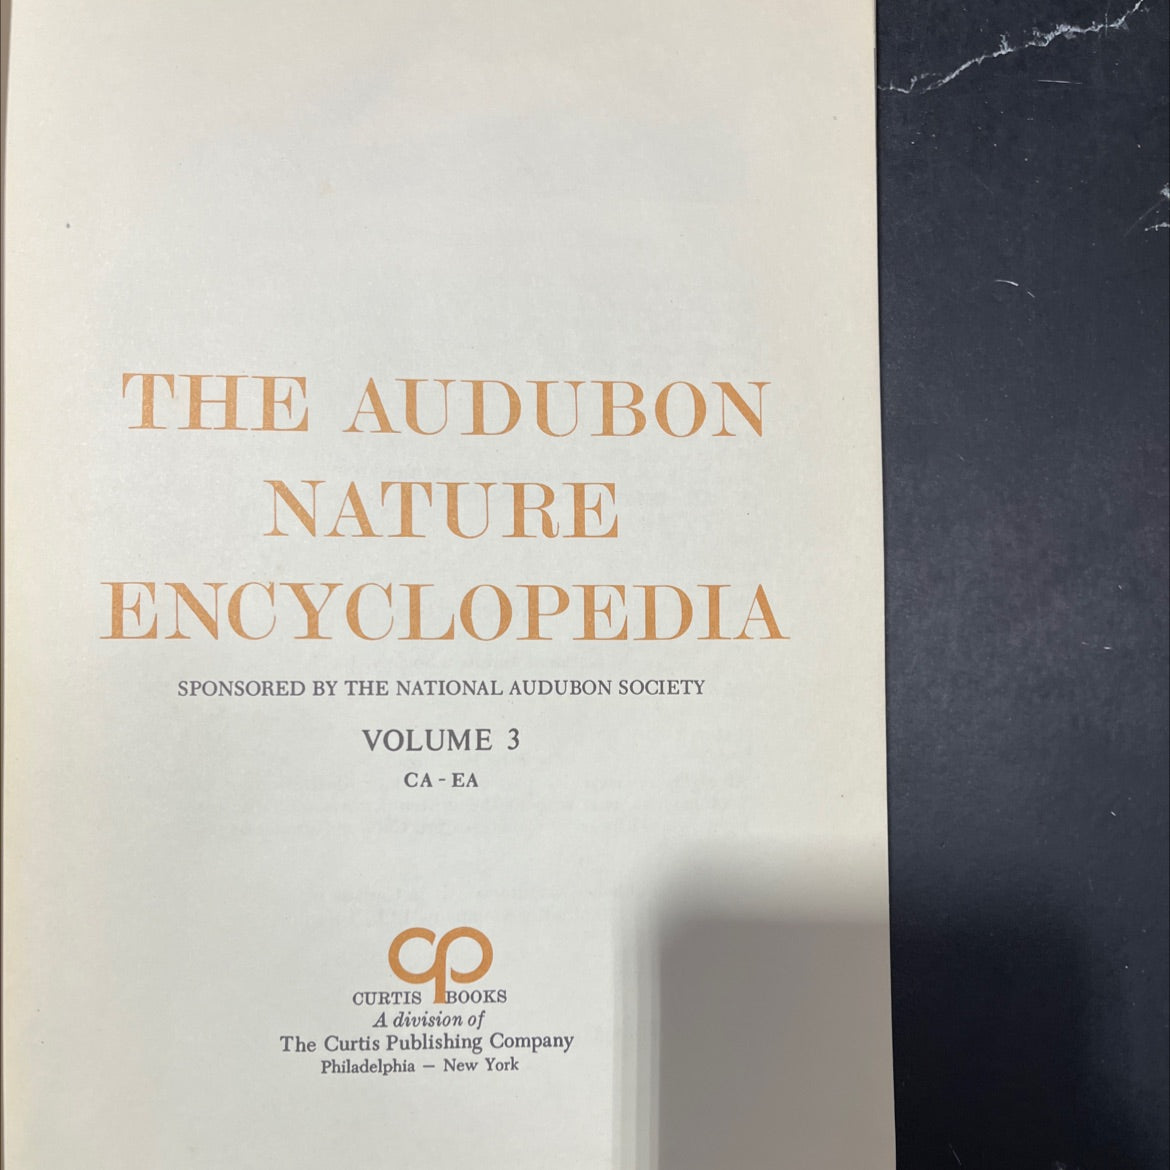 THE AUDUBON
NATURE
ENCYCLOPEDIA
SPONSORED BY THE NATIONAL AUDUBON SOCIETY
VOLUME 3
CA - EA
cp
CURTIS BOOKS
A division of
The Curtis Publishing Company
Philadelphia — New York